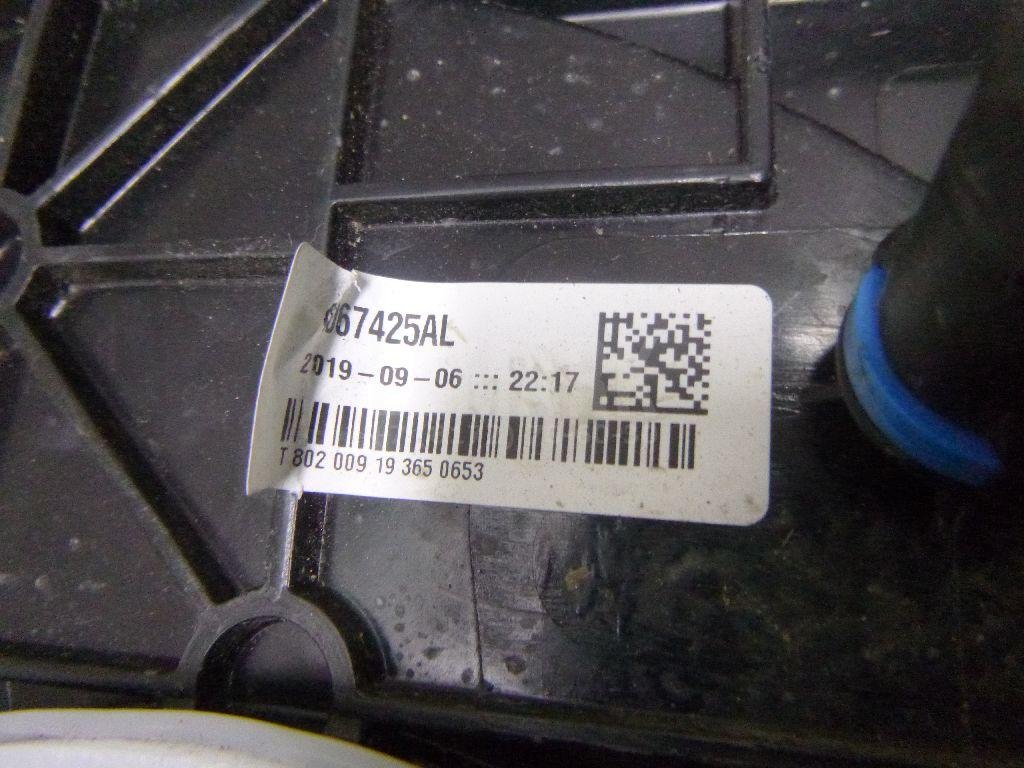 067425AL
2019-09-06 ::: 22:17
T 802 009 19 365 0653